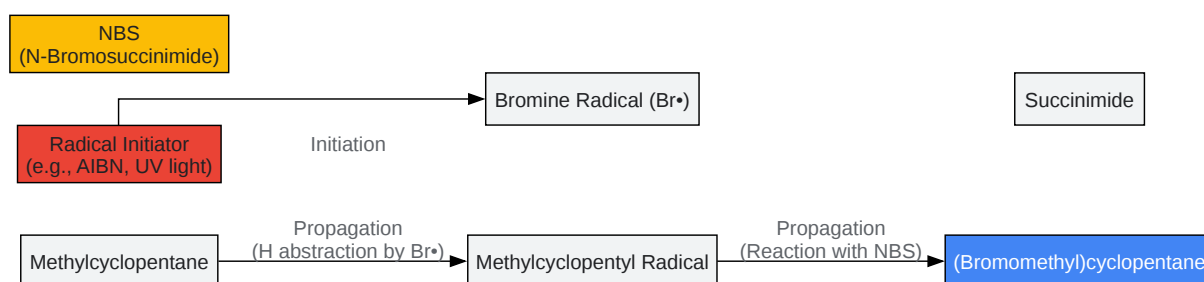 NBS
(N-Bromosuccinimide)
Bromine Radical (Br•)
Succinimide
Radical Initiator
(e.g., AIBN, UV light)
Initiation
Propagation
(H abstraction by Br•)
Propagation
(Reaction with NBS)
Methylcyclopentane
Methylcyclopentyl Radical
(Bromomethyl)cyclopentane